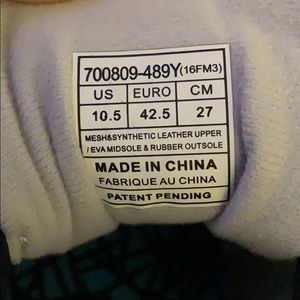 700809-489Y(16FM3)
US EURO CM
10.5 42.5 27
MESH&SYNTHETIC LEATHER UPPER
/ EVA MIDSOLE & RUBBER OUTSOLE
MADE IN CHINA
FABRIQUE AU CHINA
PATENT PENDING